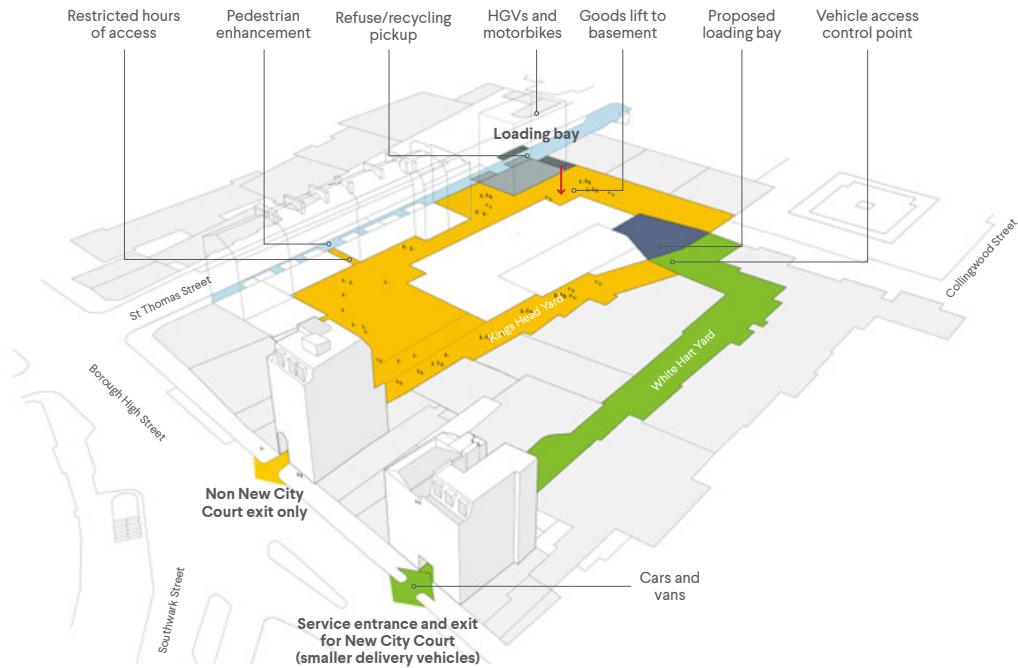 Restricted hours
of access
Pedestrian
enhancement
Refuse/recycling
pickup
HGVs and
motorbikes
Goods lift to
basement
Proposed
loading bay
Vehicle access
control point
Loading bay
Collingwood Street
St Thomas Street
Kings Head Yard
White Hart Yard
Borough High Street
Non New City
Court exit only
Cars and
vans
Southwark Street
Service entrance and exit
for New City Court
(smaller delivery vehicles)